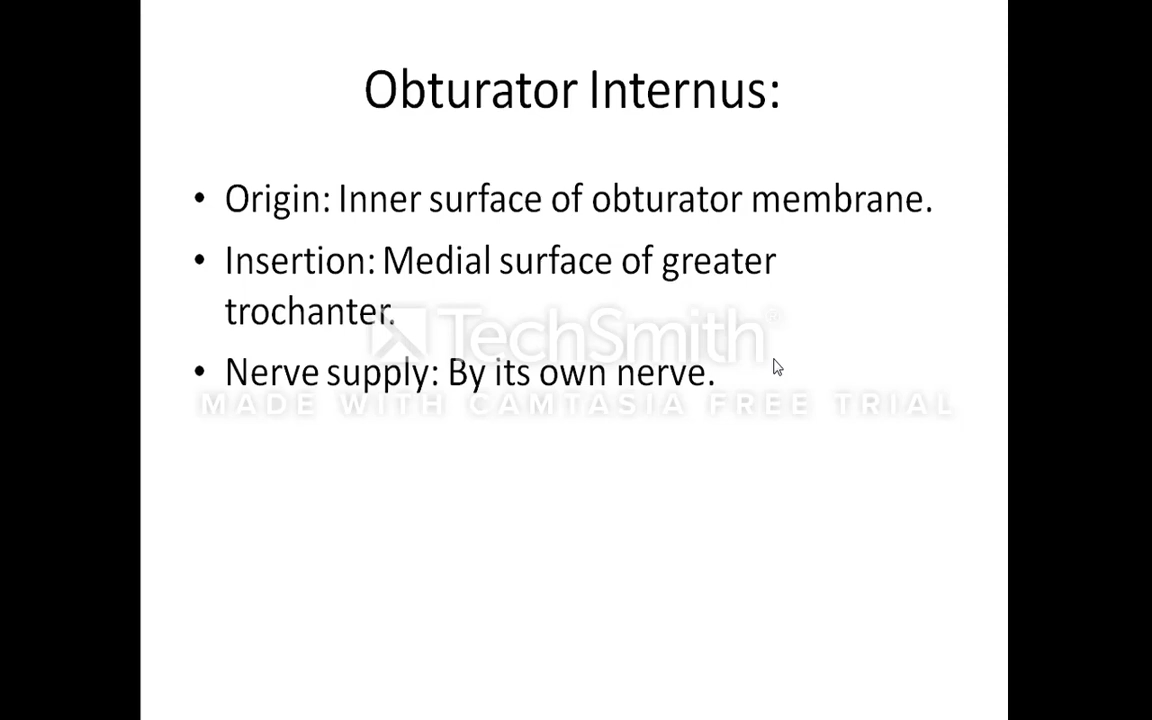 Obturator Internus:
• Origin: Inner surface of obturator membrane.
• Insertion: Medial surface of greater
trochanter.
TechSmith®
• Nerve supply: By its own nerve.
MADE WITH CAMTASIA FREE TRIAL